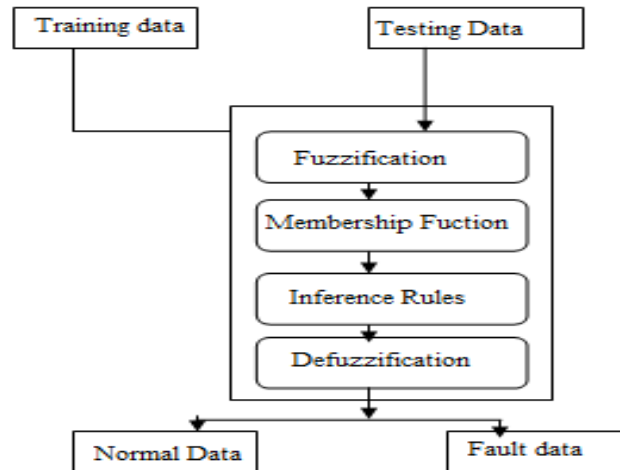 Training data
Testing Data
Fuzzification
Membership Fuction
Inference Rules
Defuzzification
Normal Data
Fault data